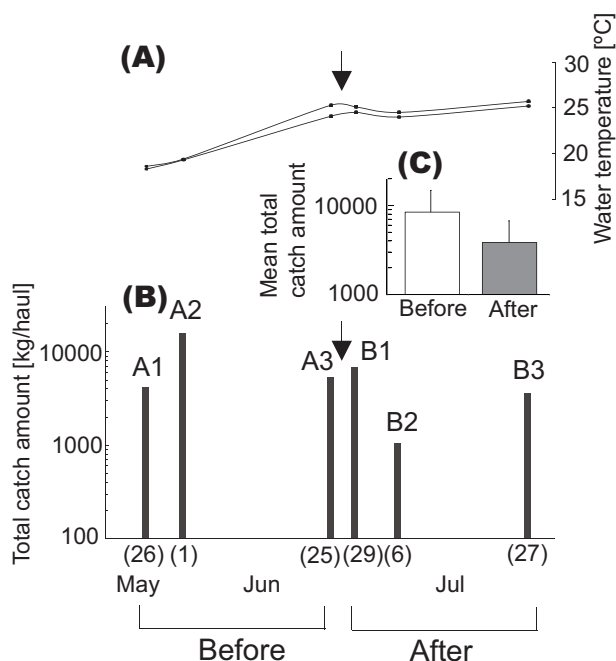 (A)
Water temperature [ºC]
30
25
20
15
(C)
Mean total
catch amount
10000
1000
Before
After
(B)
Total catch amount [kg/haul]
10000
1000
100
A1
A2
A3
B1
B2
B3
(26) (1) (25) (29)(6) (27)
May Jun Jul
Before After